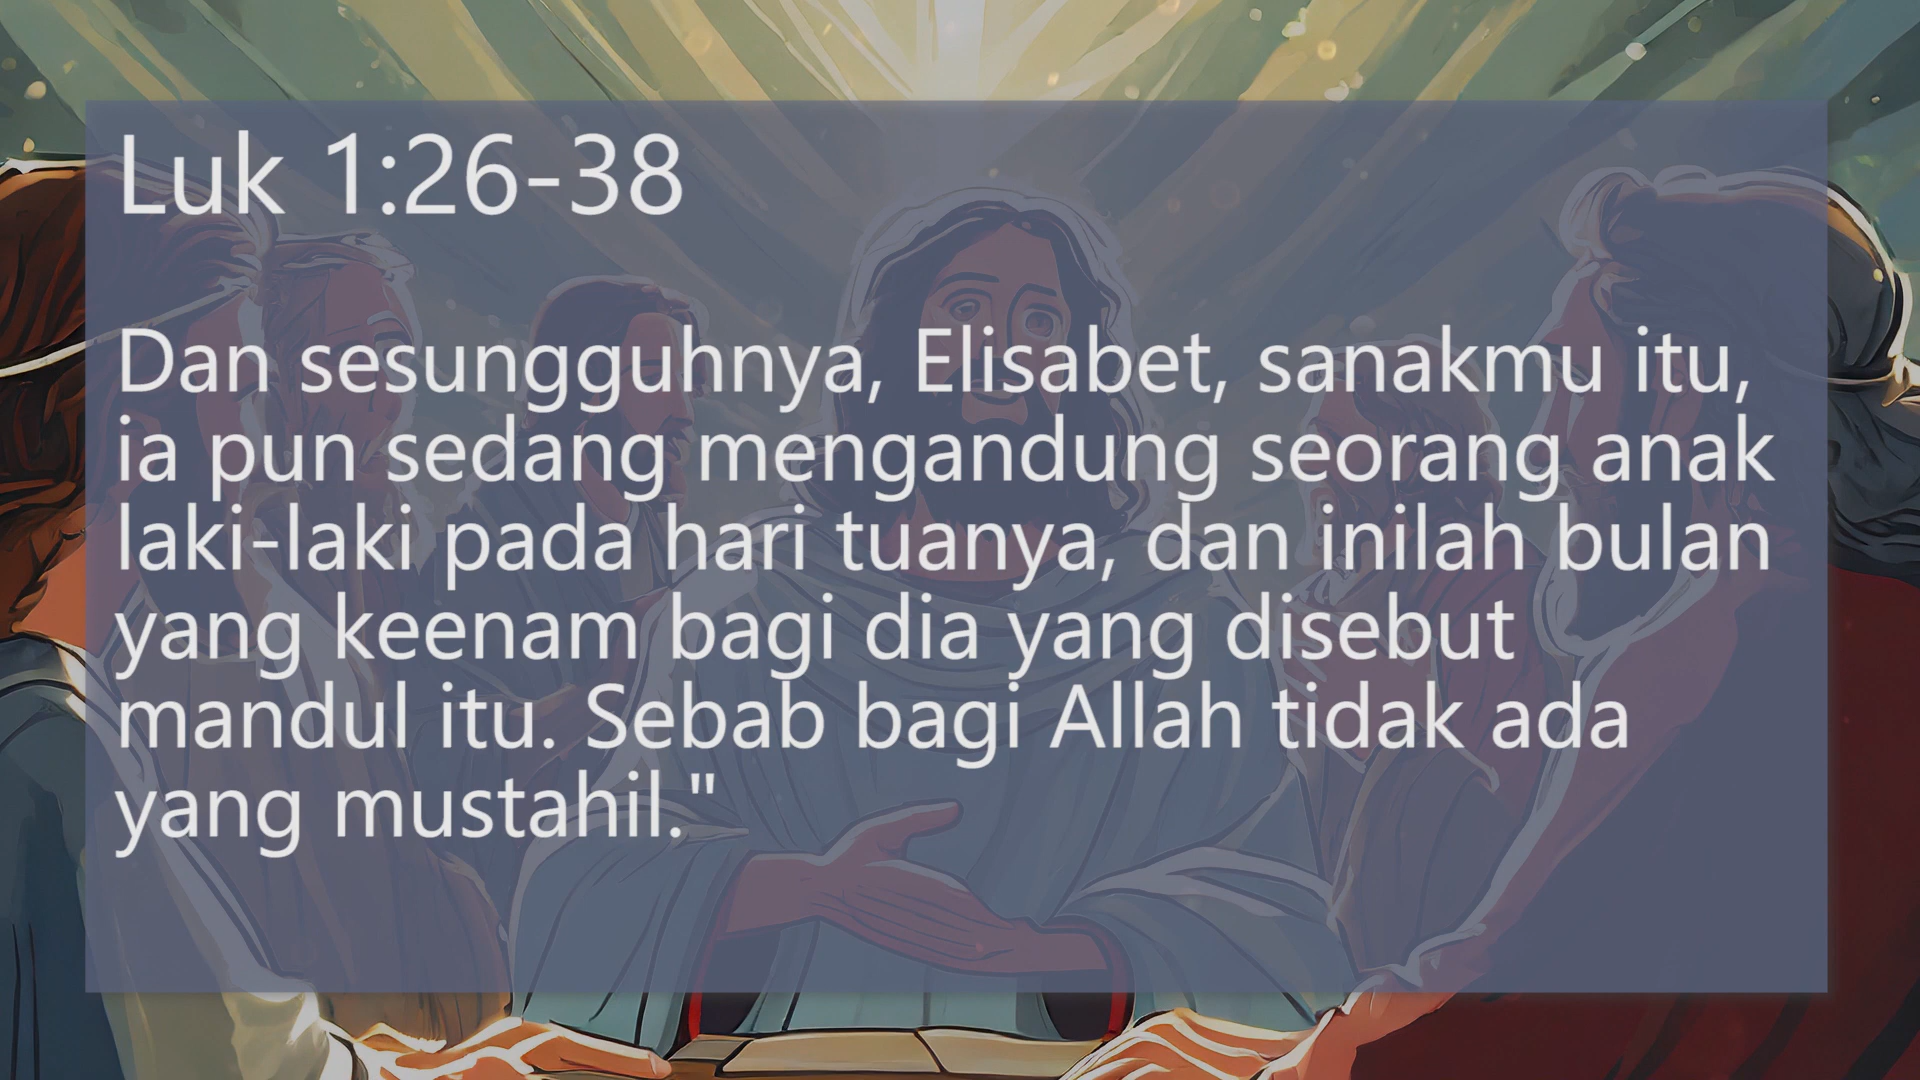 Luk 1:26-38
Dan sesungguhnya, Elisabet, sanakmu itu,
ia pun sedang mengandung seorang anak
laki-laki pada hari tuanya, dan inilah bulan
yang keenam bagi dia yang disebut
mandul itu. Sebab bagi Allah tidak ada
yang mustahil."